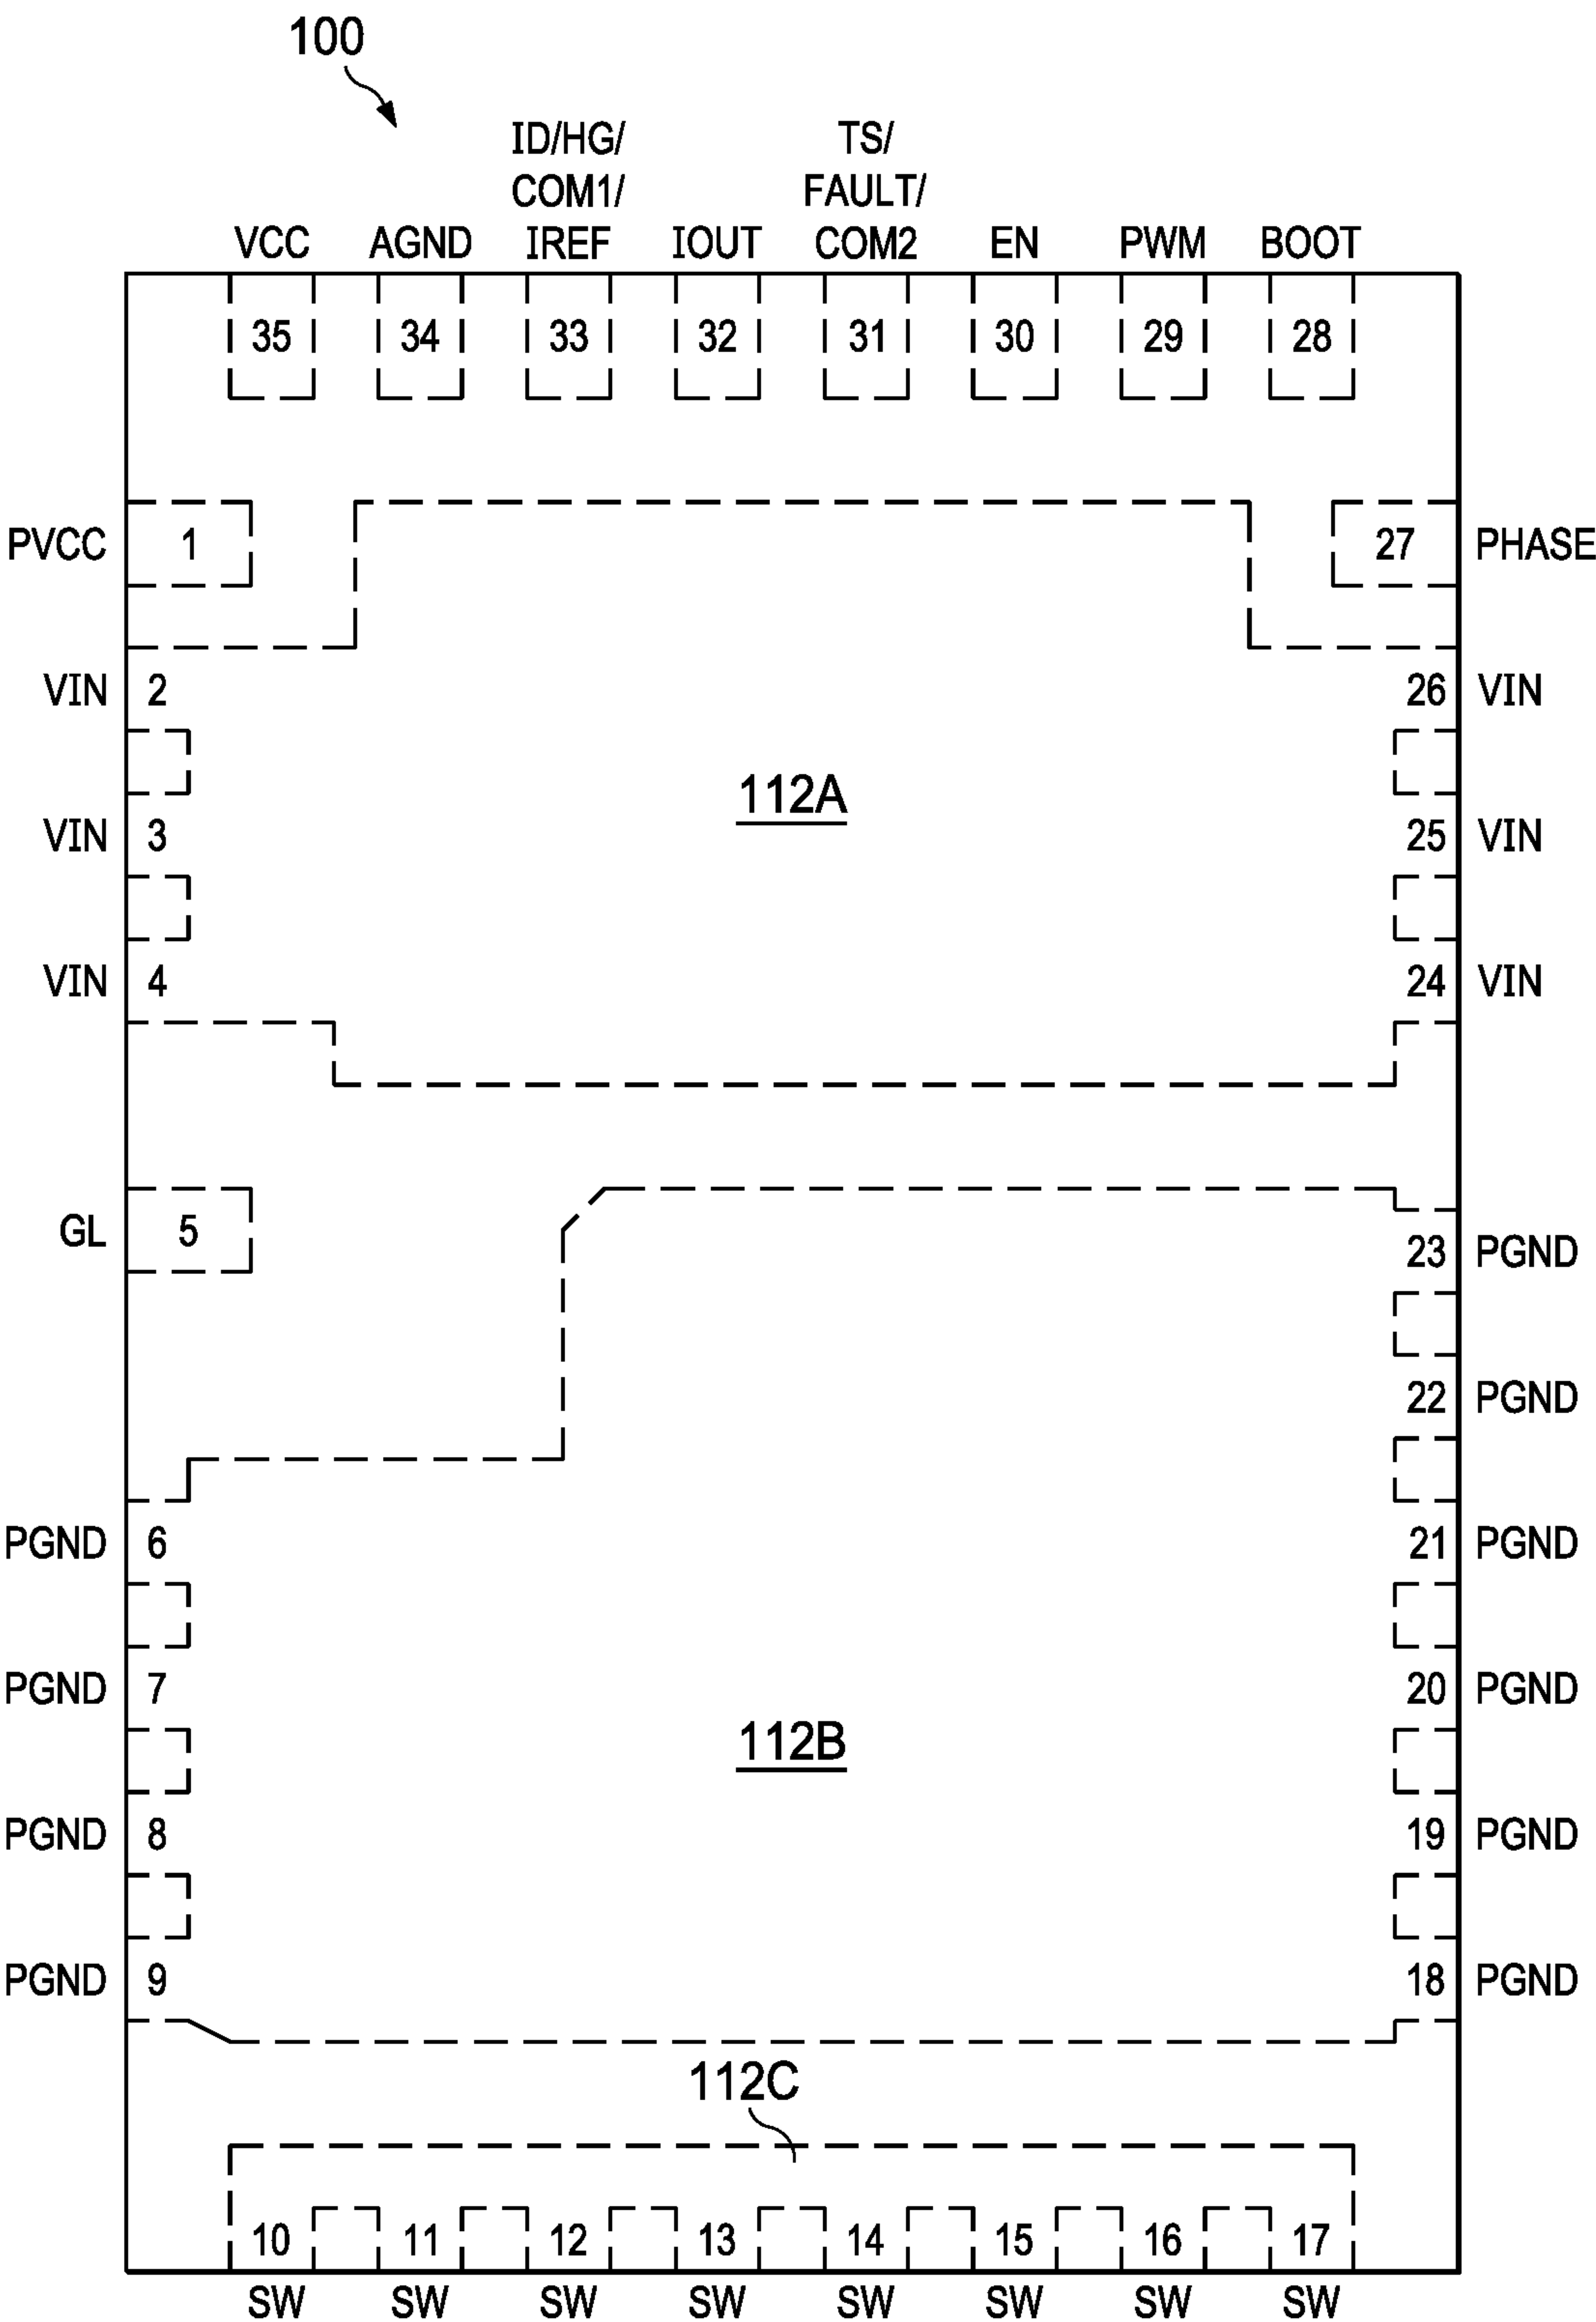 100
ID/HG/ TS/
COM1/ FAULT/
VCC AGND IREF IOUT COM2 EN PWM BOOT
35 34 33 32 31 30 29 28
PVCC 1 27 PHASE
VIN 2 26 VIN
112A
VIN 3 25 VIN
VIN 4 24 VIN
GL 5
23 PGND
22 PGND
PGND 6 21 PGND
PGND 7 20 PGND
112B
PGND 8 19 PGND
PGND 9 18 PGND
112C
10 11 12 13 14 15 16 17
SW SW SW SW SW SW SW SW